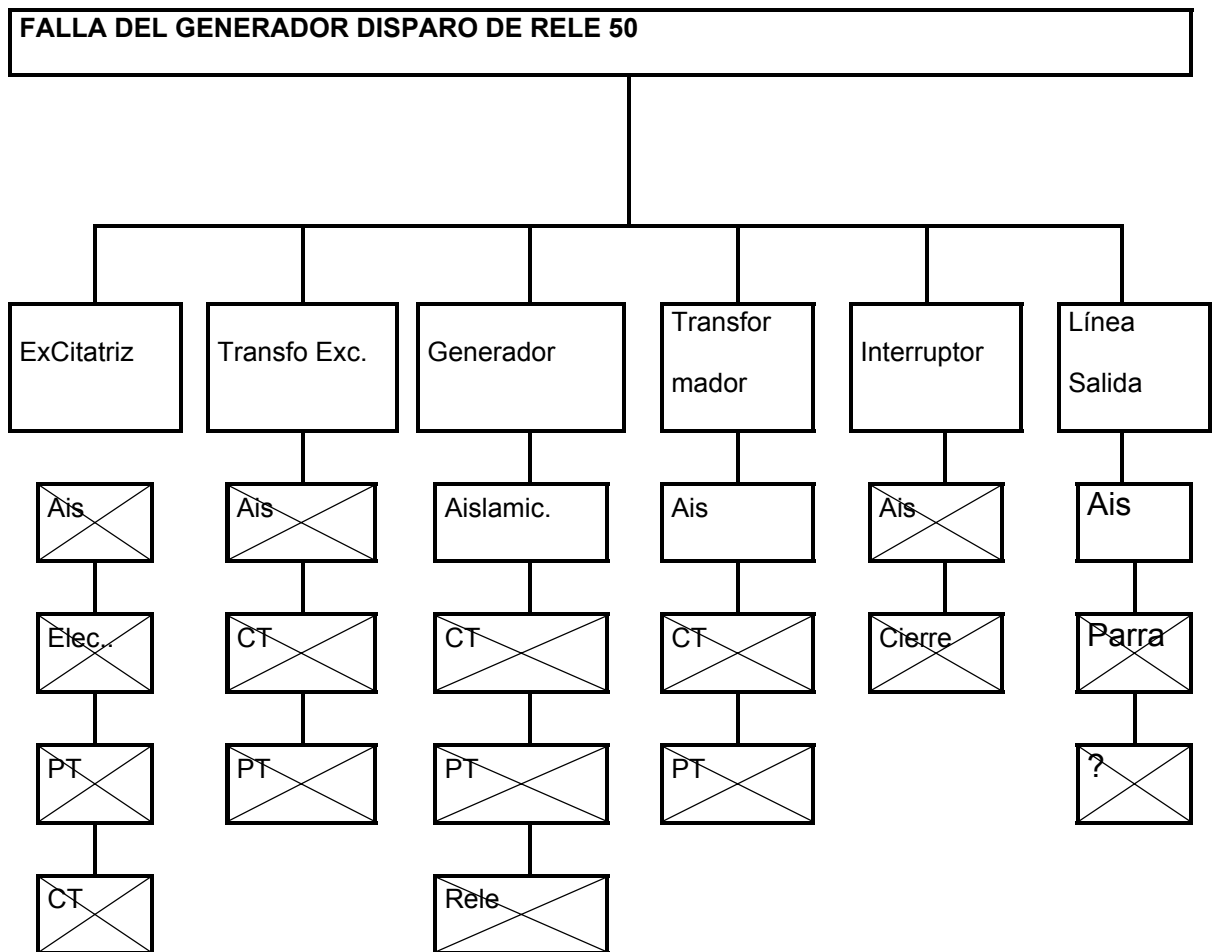 FALLA DEL GENERADOR DISPARO DE RELE 50
ExCitatriz
Transfo Exc.
Generador
Transfor
mador
Interruptor
Línea
Salida
Ais
Ais
Aislamic.
Ais
Ais
Ais
Elec..
CT
CT
CT
Cierre
Parra
PT
PT
PT
PT
?
CT
Rele